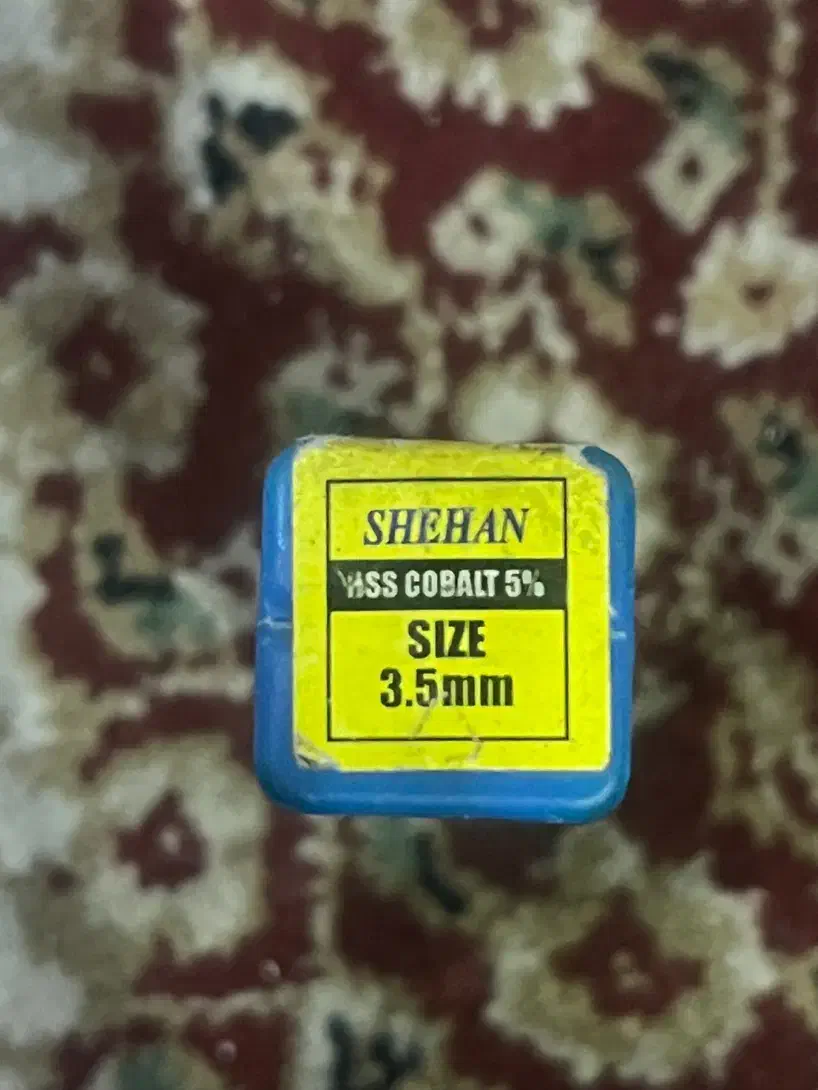 SHEHAN
HSS COBALT 5%
SIZE
3.5mm